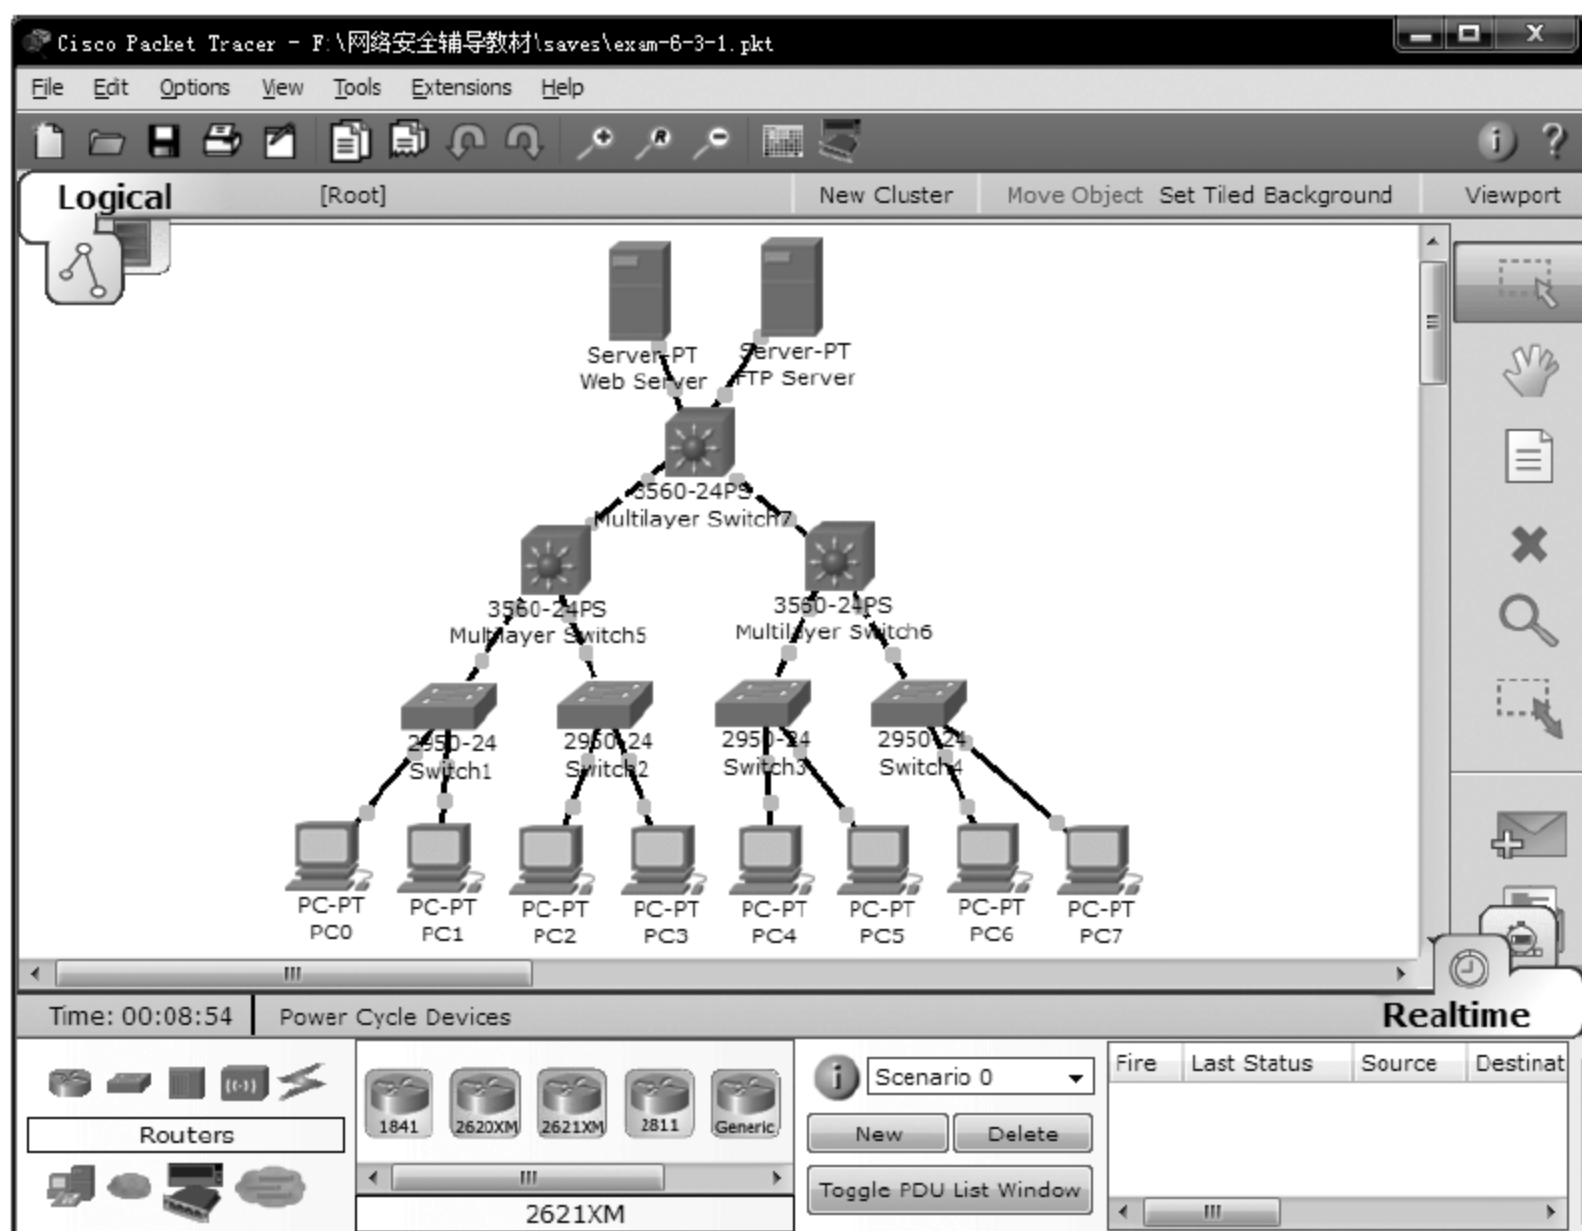 Cisco Packet Tracer - F:\网络安全辅导教材\saves\exam-6-3-1.pkt
File Edit Options View Tools Extensions Help
Logical [Root] New Cluster Move Object Set Tiled Background Viewport
Server-PT
Web Server
Server-PT
FTP Server
3560-24PS
Multilayer Switch7
3560-24PS
Multilayer Switch5
3560-24PS
Multilayer Switch6
2950-24
Switch1
2950-24
Switch2
2950-24
Switch3
2950-24
Switch4
PC-PT
PC0
PC-PT
PC1
PC-PT
PC2
PC-PT
PC3
PC-PT
PC4
PC-PT
PC5
PC-PT
PC6
PC-PT
PC7
Time: 00:08:54 Power Cycle Devices Realtime
Routers
1841 2620XM 2621XM 2811 Generic
2621XM
Scenario 0
New Delete
Toggle PDU List Window
Fire Last Status Source Destinat